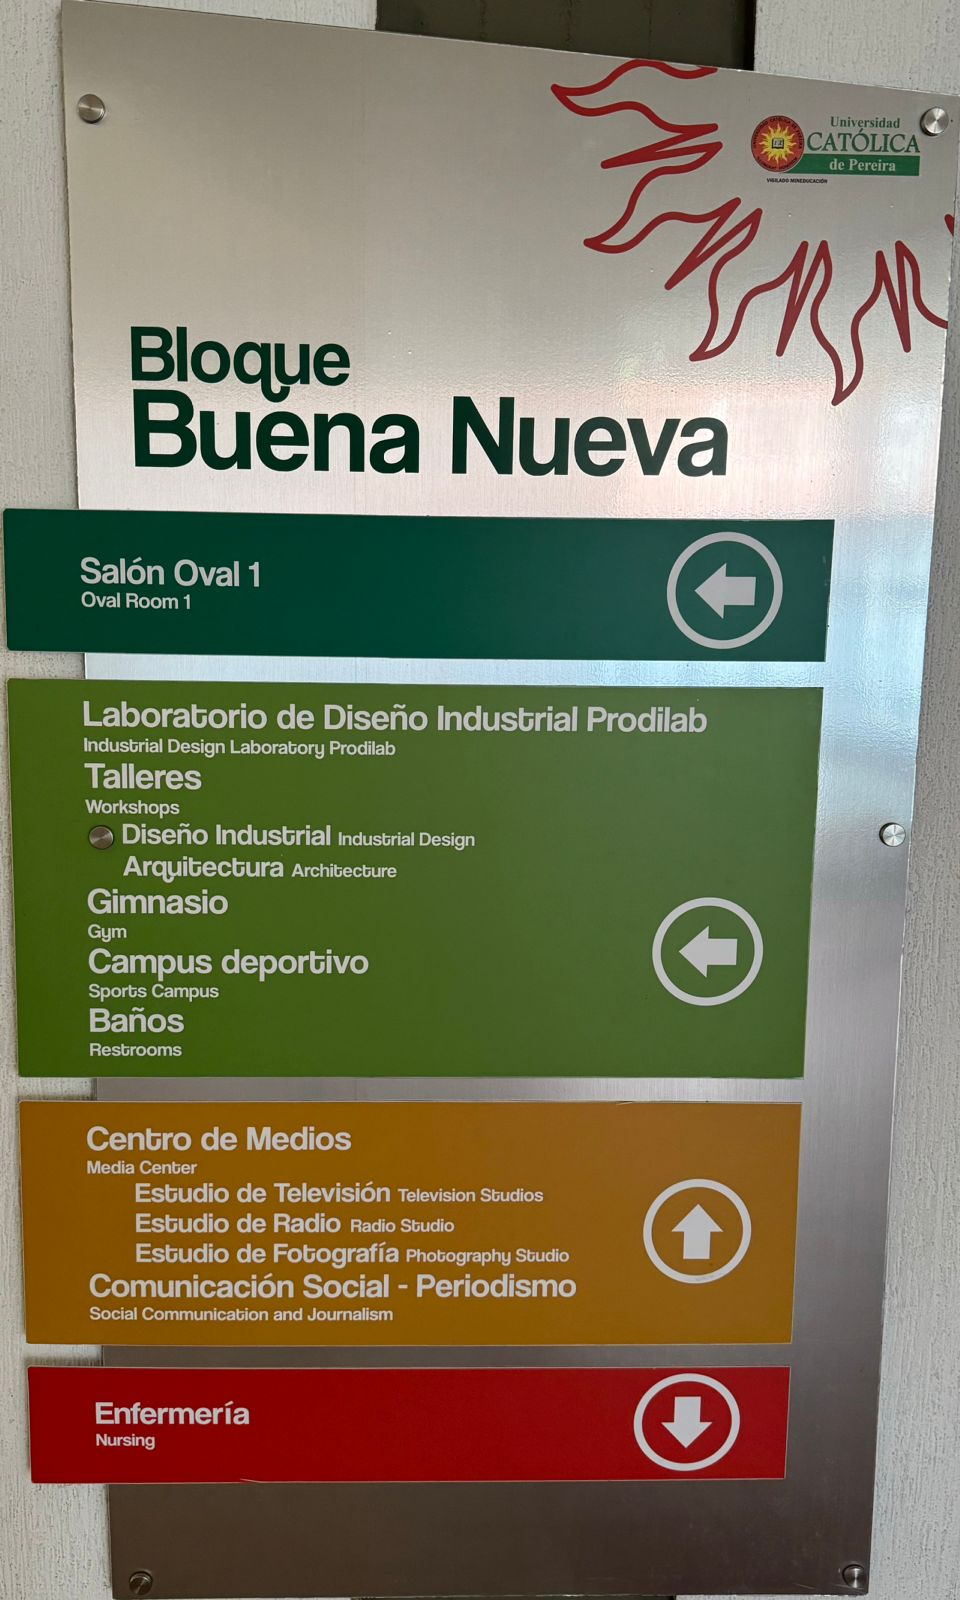 Universidad
CATÓLICA
de Pereira
VIGILADO MINEDUCACIÓN
Bloque
Buena Nueva
Salón Oval 1
Oval Room 1
Laboratorio de Diseño Industrial Prodilab
Industrial Design Laboratory Prodilab
Talleres
Workshops
Diseño Industrial Industrial Design
Arquitectura Architecture
Gimnasio
Gym
Campus deportivo
Sports Campus
Baños
Restrooms
Centro de Medios
Media Center
Estudio de Televisión Television Studios
Estudio de Radio Radio Studio
Estudio de Fotografía Photography Studio
Comunicación Social - Periodismo
Social Communication and Journalism
Enfermería
Nursing